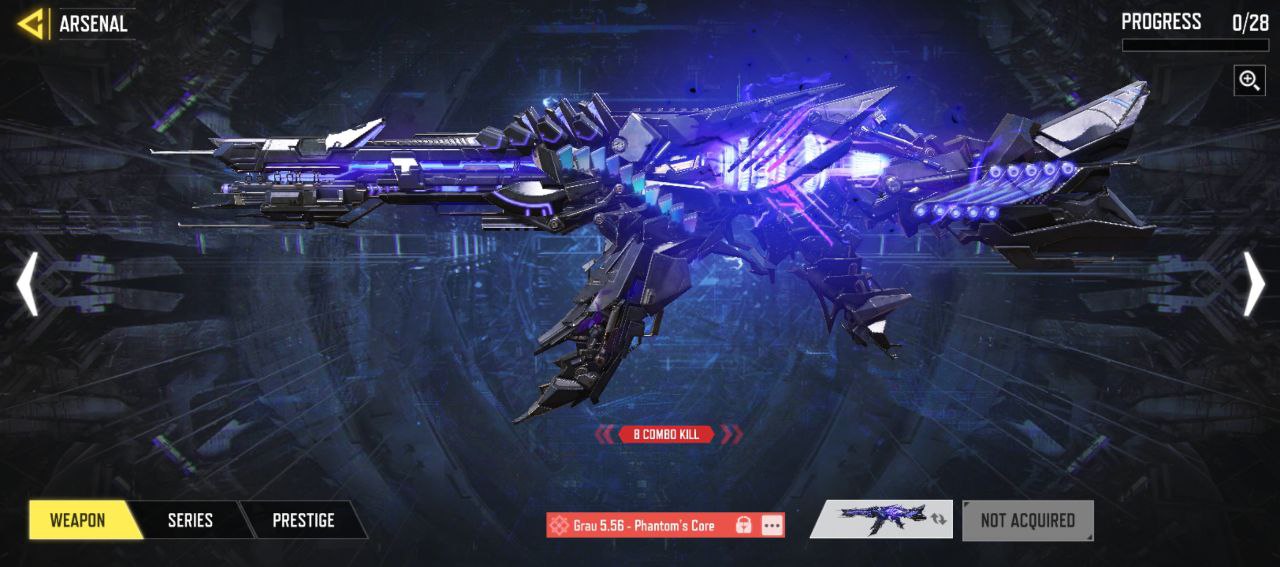 ARSENAL
PROGRESS 0/28
8 COMBO KILL
WEAPON
SERIES
PRESTIGE
Grau 5.56 - Phantom's Core
NOT ACQUIRED